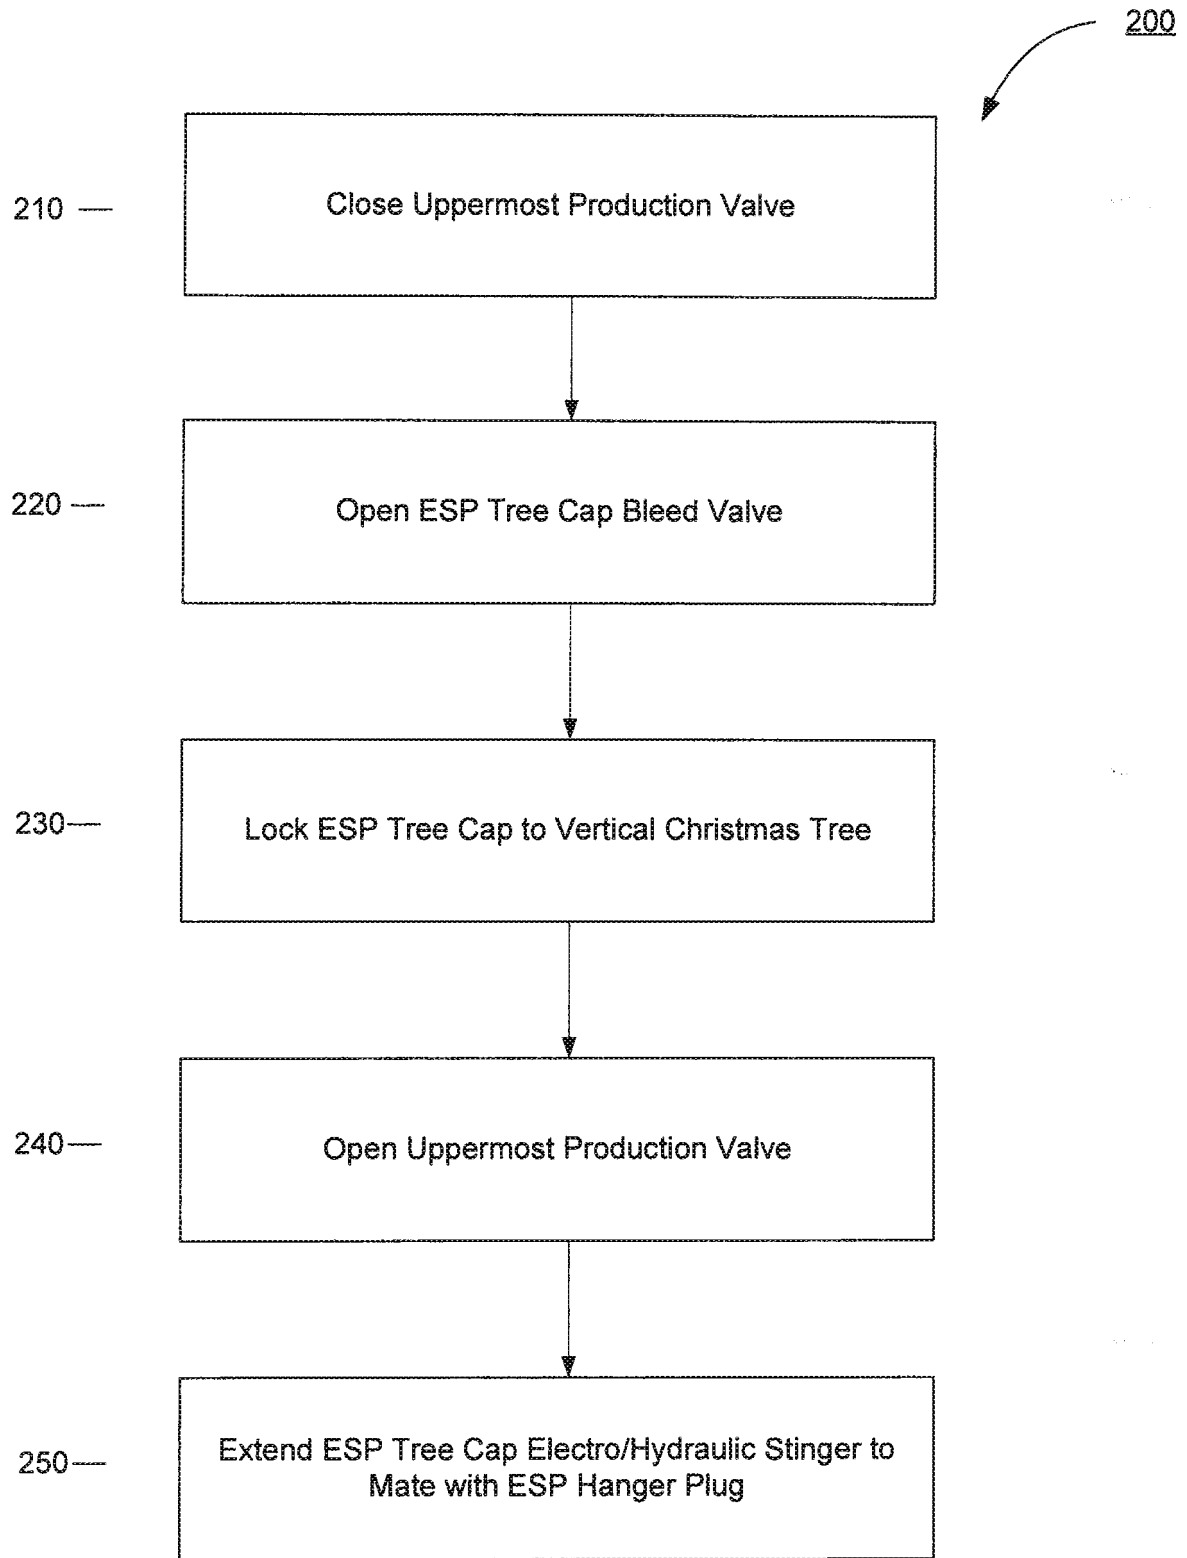 200
210
Close Uppermost Production Valve
220
Open ESP Tree Cap Bleed Valve
230
Lock ESP Tree Cap to Vertical Christmas Tree
240
Open Uppermost Production Valve
250
Extend ESP Tree Cap Electro/Hydraulic Stinger to
Mate with ESP Hanger Plug